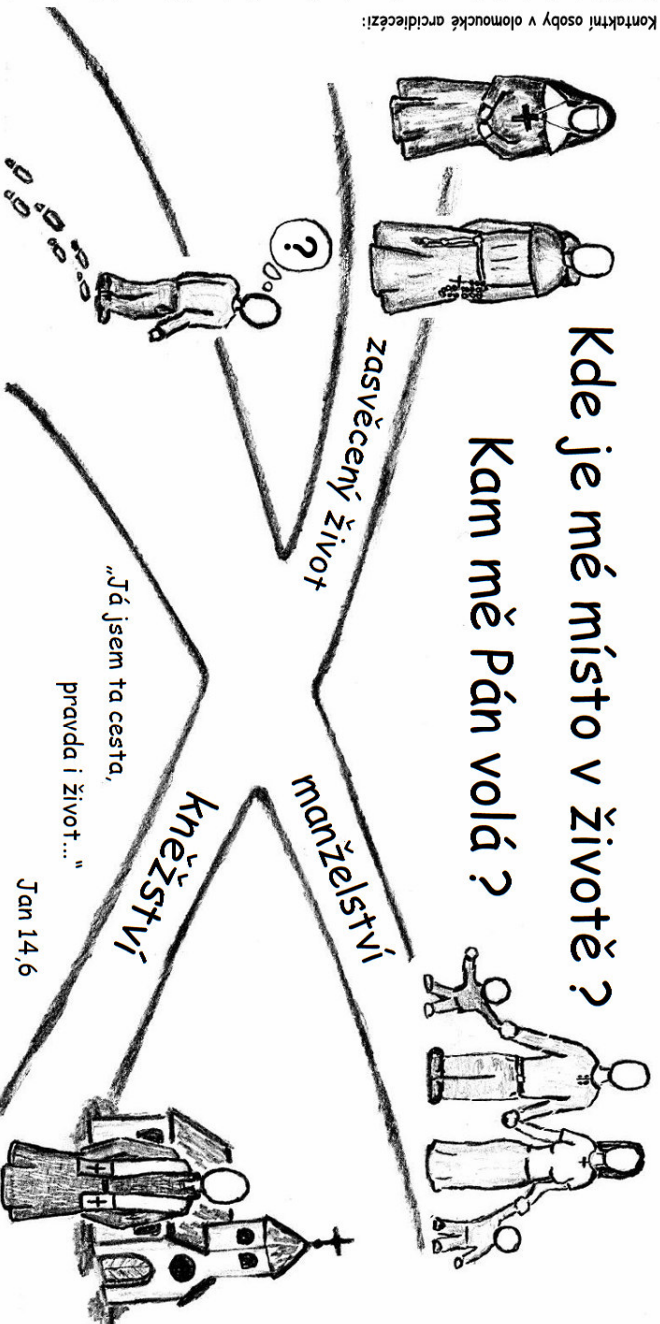 Kontaktní osoby v olomoucké arcidiecézi:
Kde je mé místo v životě ?
Kam mě Pán volá ?
?
zasvěcený život
manželství
kněžství
„Já jsem ta cesta,
pravda i život..."
Jan 14,6